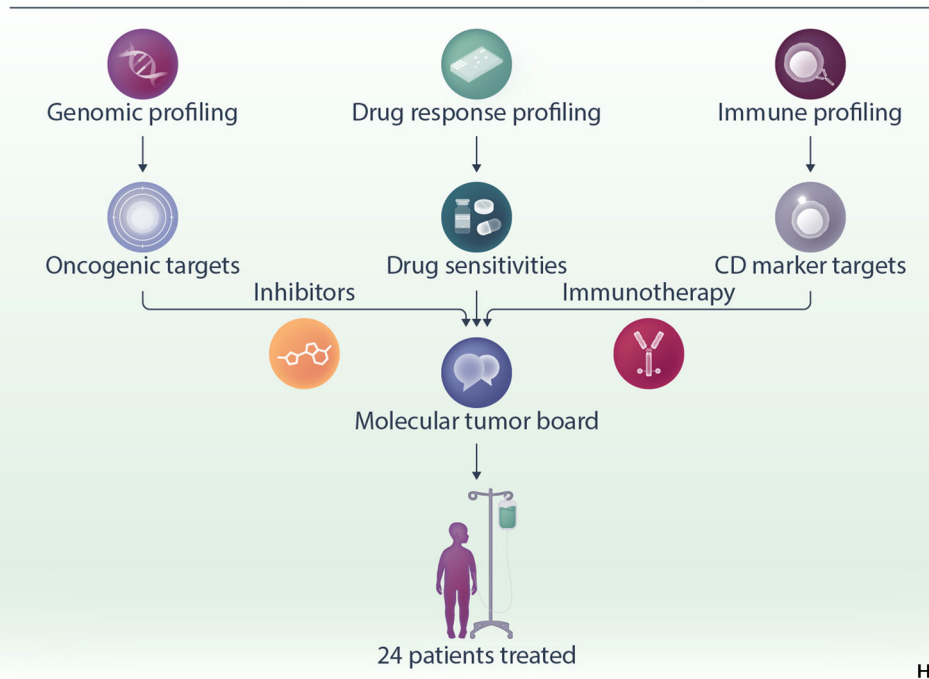 Genomic profiling
Drug response profiling
Immune profiling
Oncogenic targets
Drug sensitivities
CD marker targets
Inhibitors
Immunotherapy
Molecular tumor board
24 patients treated
H